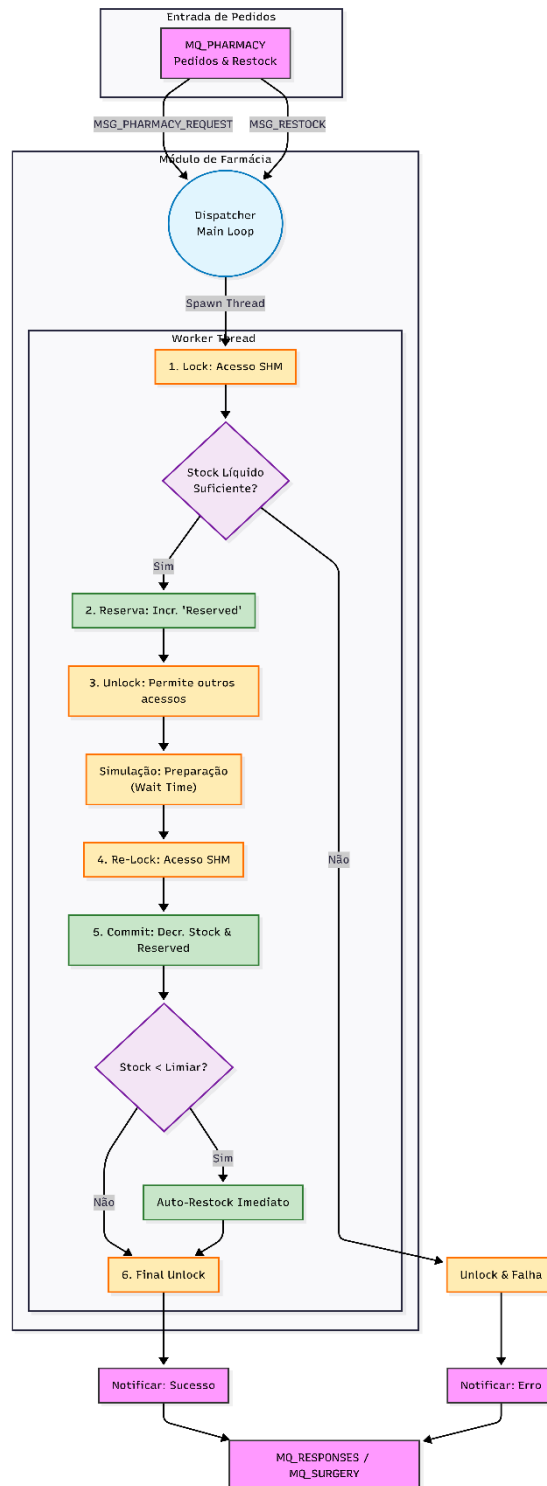 Entrada de Pedidos
MQ_PHARMACY
Pedidos & Restock
MSG_PHARMACY_REQUEST
MSG_RESTOCK
Módulo de Farmácia
Dispatcher
Main Loop
Spawn Thread
Worker Thread
1. Lock: Acesso SHM
Stock Líquido
Suficiente?
Sim
2. Reserva: Incr. 'Reserved'
3. Unlock: Permite outros
acessos
Simulação: Preparação
(Wait Time)
4. Re-Lock: Acesso SHM
Não
5. Commit: Decr. Stock &
Reserved
Stock < Limiar?
Sim
Não
Auto-Restock Imediato
6. Final Unlock
Unlock & Falha
Notificar: Sucesso
Notificar: Erro
MQ_RESPONSES /
MQ_SURGERY